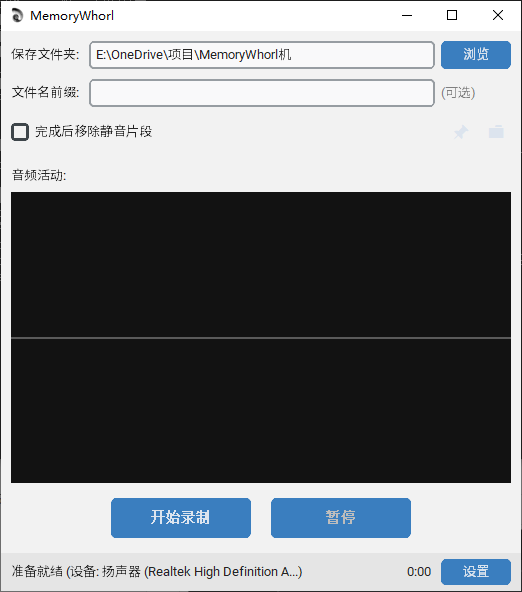 MemoryWhorl
保存文件夹: E:\OneDrive\项目\MemoryWhorl机 浏览
文件名前缀: (可选)
完成后移除静音片段
音频活动:
开始录制 暂停
准备就绪 (设备: 扬声器 (Realtek High Definition A...) 0:00 设置